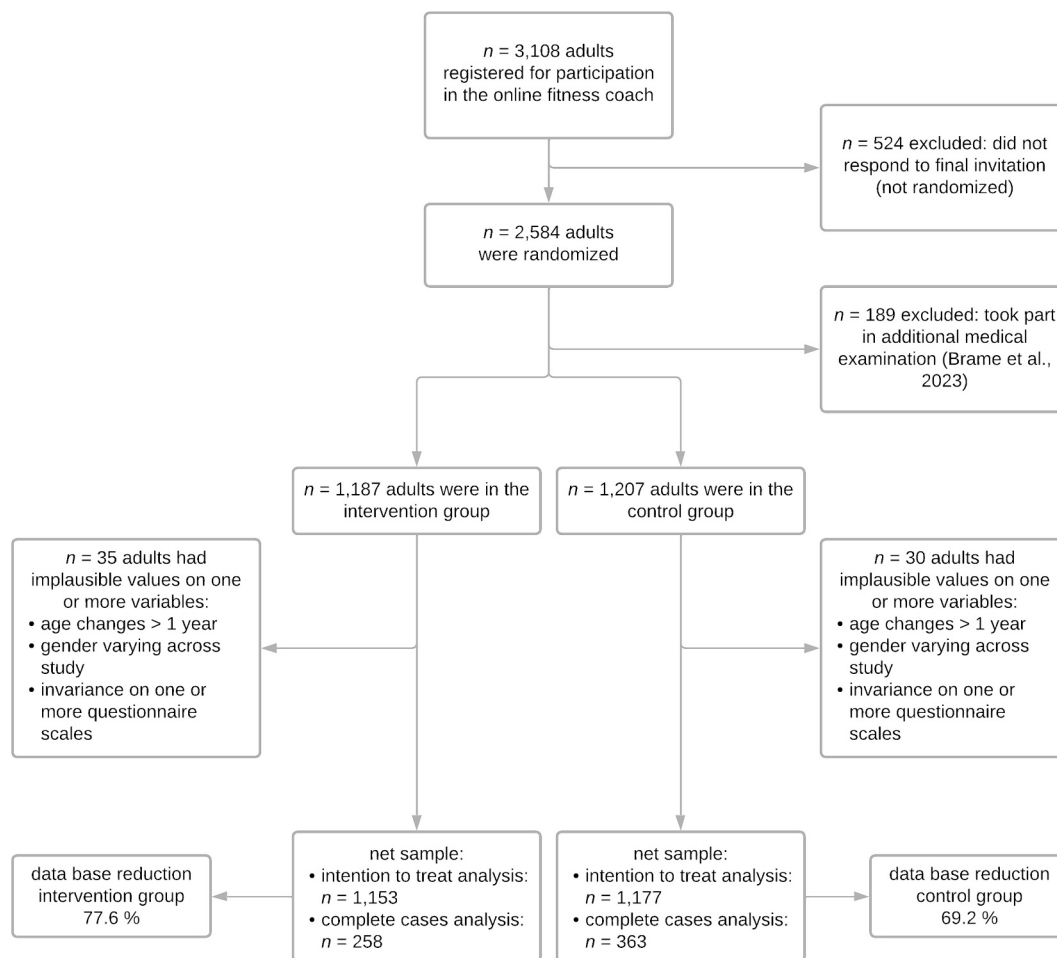 n = 3,108 adults
registered for participation
in the online fitness coach
n = 524 excluded: did not
respond to final invitation
(not randomized)
n = 2,584 adults
were randomized
n = 189 excluded: took part
in additional medical
examination (Brame et al.,
2023)
n = 1,187 adults were in the
intervention group
n = 1,207 adults were in the
control group
n = 35 adults had
implausible values on one
or more variables:
• age changes > 1 year
• gender varying across
study
• invariance on one or
more questionnaire
scales
n = 30 adults had
implausible values on one
or more variables:
• age changes > 1 year
• gender varying across
study
• invariance on one or
more questionnaire
scales
data base reduction
intervention group
77.6 %
net sample:
• intention to treat analysis:
n = 1,153
• complete cases analysis:
n = 258
net sample:
• intention to treat analysis:
n = 1,177
• complete cases analysis:
n = 363
data base reduction
control group
69.2 %